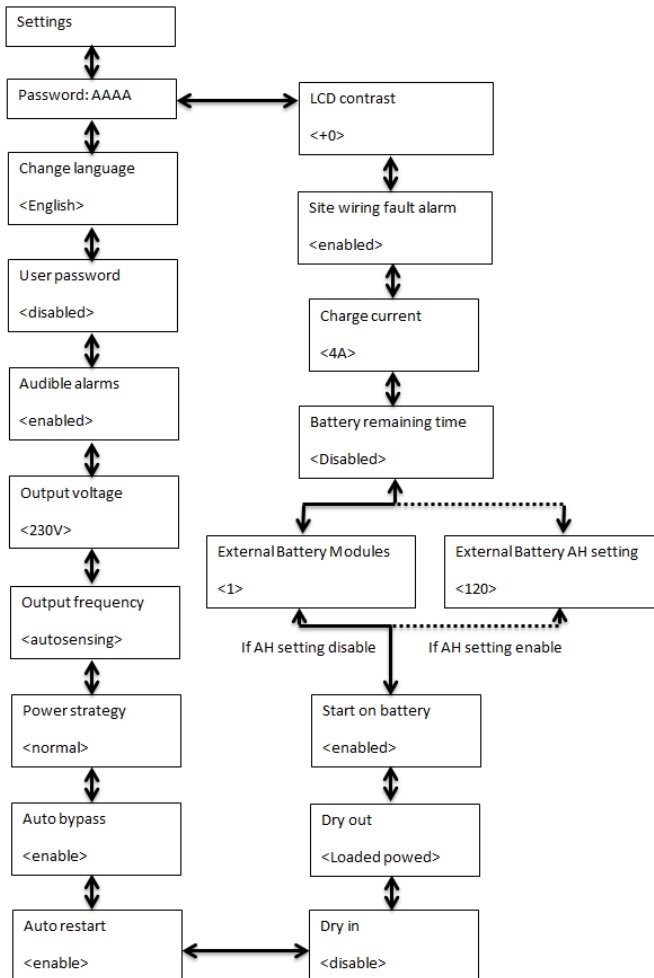 Settings
Password: AAAA
Change language
<English>
User password
<disabled>
Audible alarms
<enabled>
Output voltage
<230V>
Output frequency
<autosensing>
Power strategy
<normal>
Auto bypass
<enable>
Auto restart
<enable>
LCD contrast
<+0>
Site wiring fault alarm
<enabled>
Charge current
<4A>
Battery remaining time
<Disabled>
External Battery Modules
<1>
External Battery AH setting
<120>
If AH setting disable
If AH setting enable
Start on battery
<enabled>
Dry out
<Loaded powed>
Dry in
<disable>